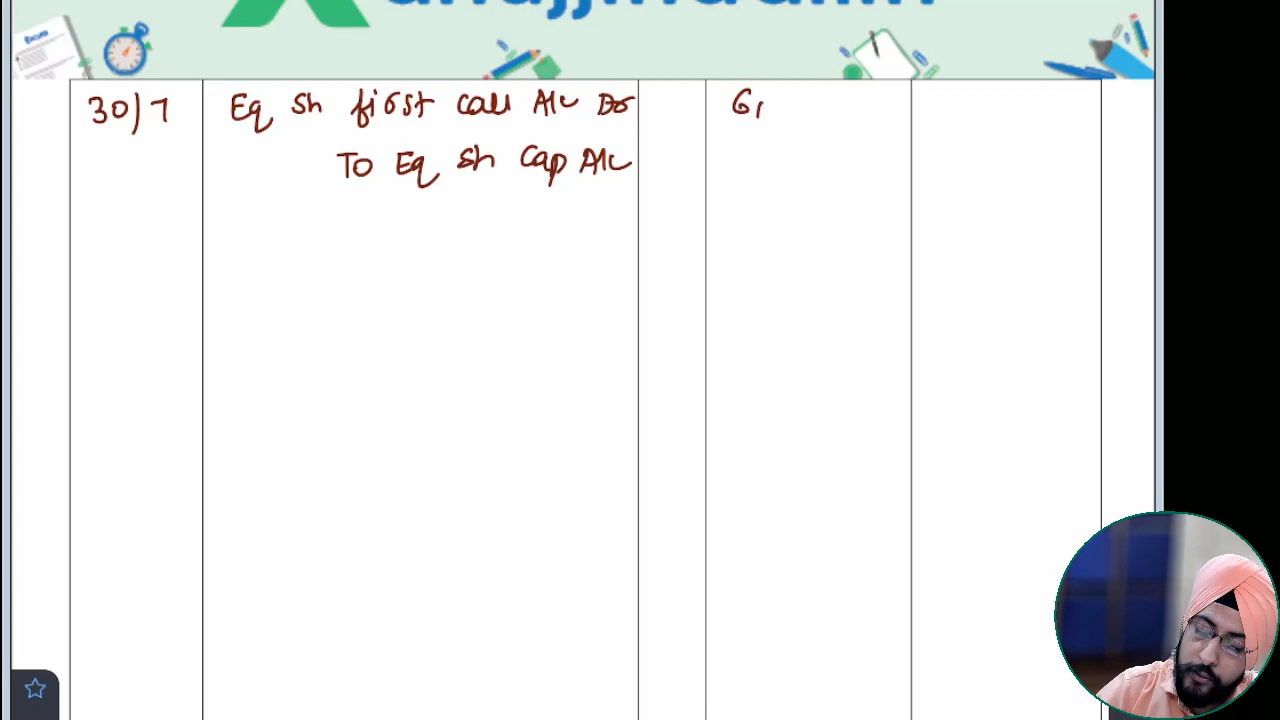 30/7 Eq Sh first Call A/c Dr 6,
To Eq Sh Cap A/c